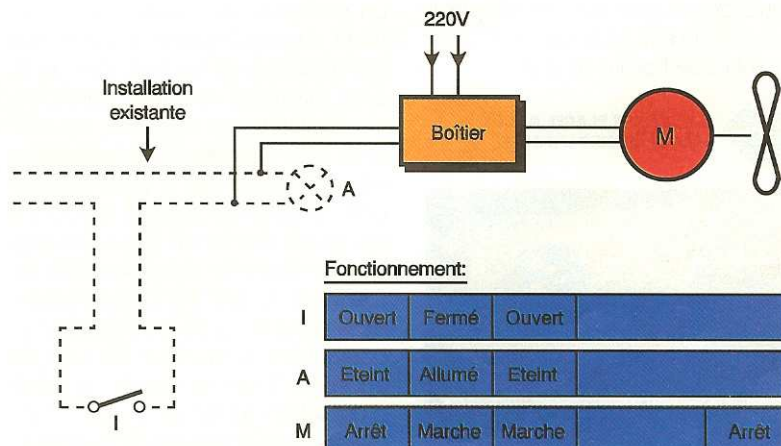 220V
Installation
existante
Boîtier
M
A
Fonctionnement:
I Ouvert Fermé Ouvert
A Eteint Allumé Eteint
I
M Arrêt Marche Marche Arrêt